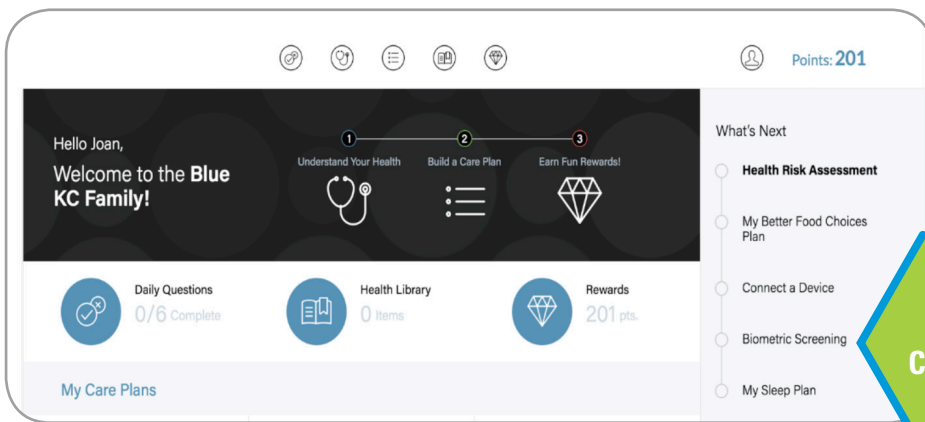 Points: 201
Hello Joan,
Welcome to the Blue
KC Family!
1
2
3
Understand Your Health
Build a Care Plan
Earn Fun Rewards!
Daily Questions
0/6 Complete
Health Library
0 Items
Rewards
201 pts.
My Care Plans
What's Next
Health Risk Assessment
My Better Food Choices
Plan
Connect a Device
Biometric Screening
My Sleep Plan